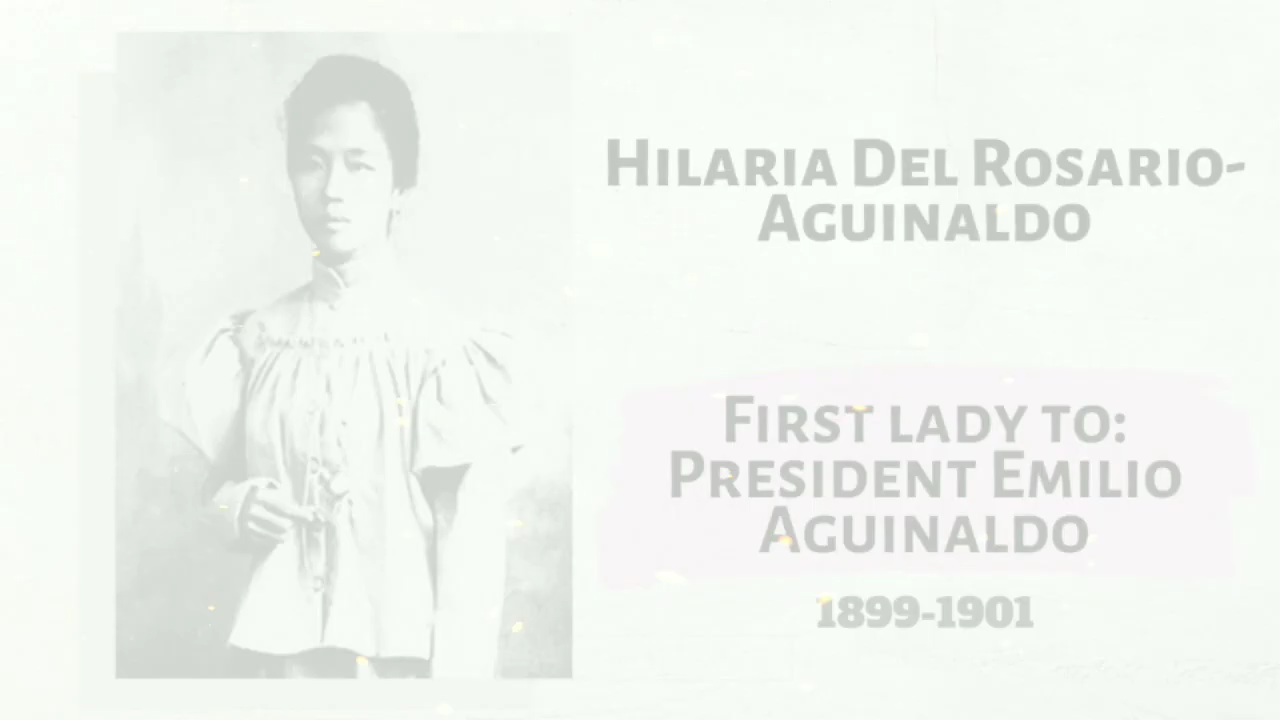 Hilaria Del Rosario-
Aguinaldo
First lady to:
President Emilio
Aguinaldo
1899-1901